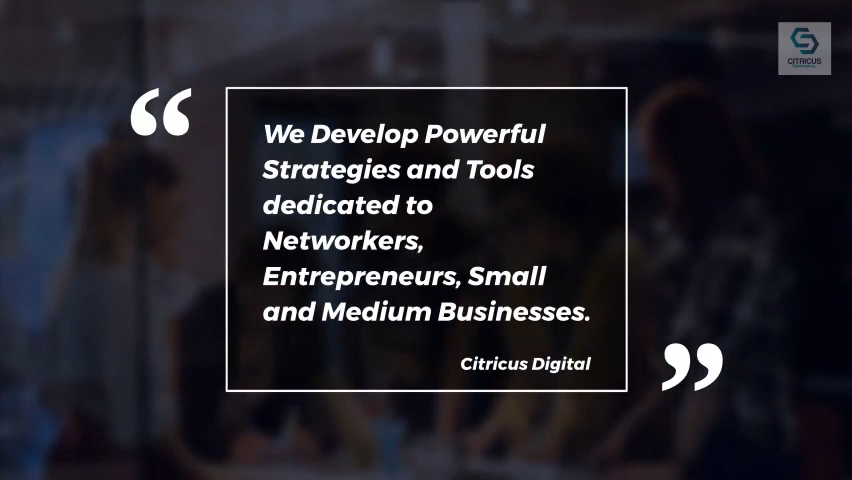 CITRICUS
“
We Develop Powerful
Strategies and Tools
dedicated to
Networkers,
Entrepreneurs, Small
and Medium Businesses.
Citricus Digital
”